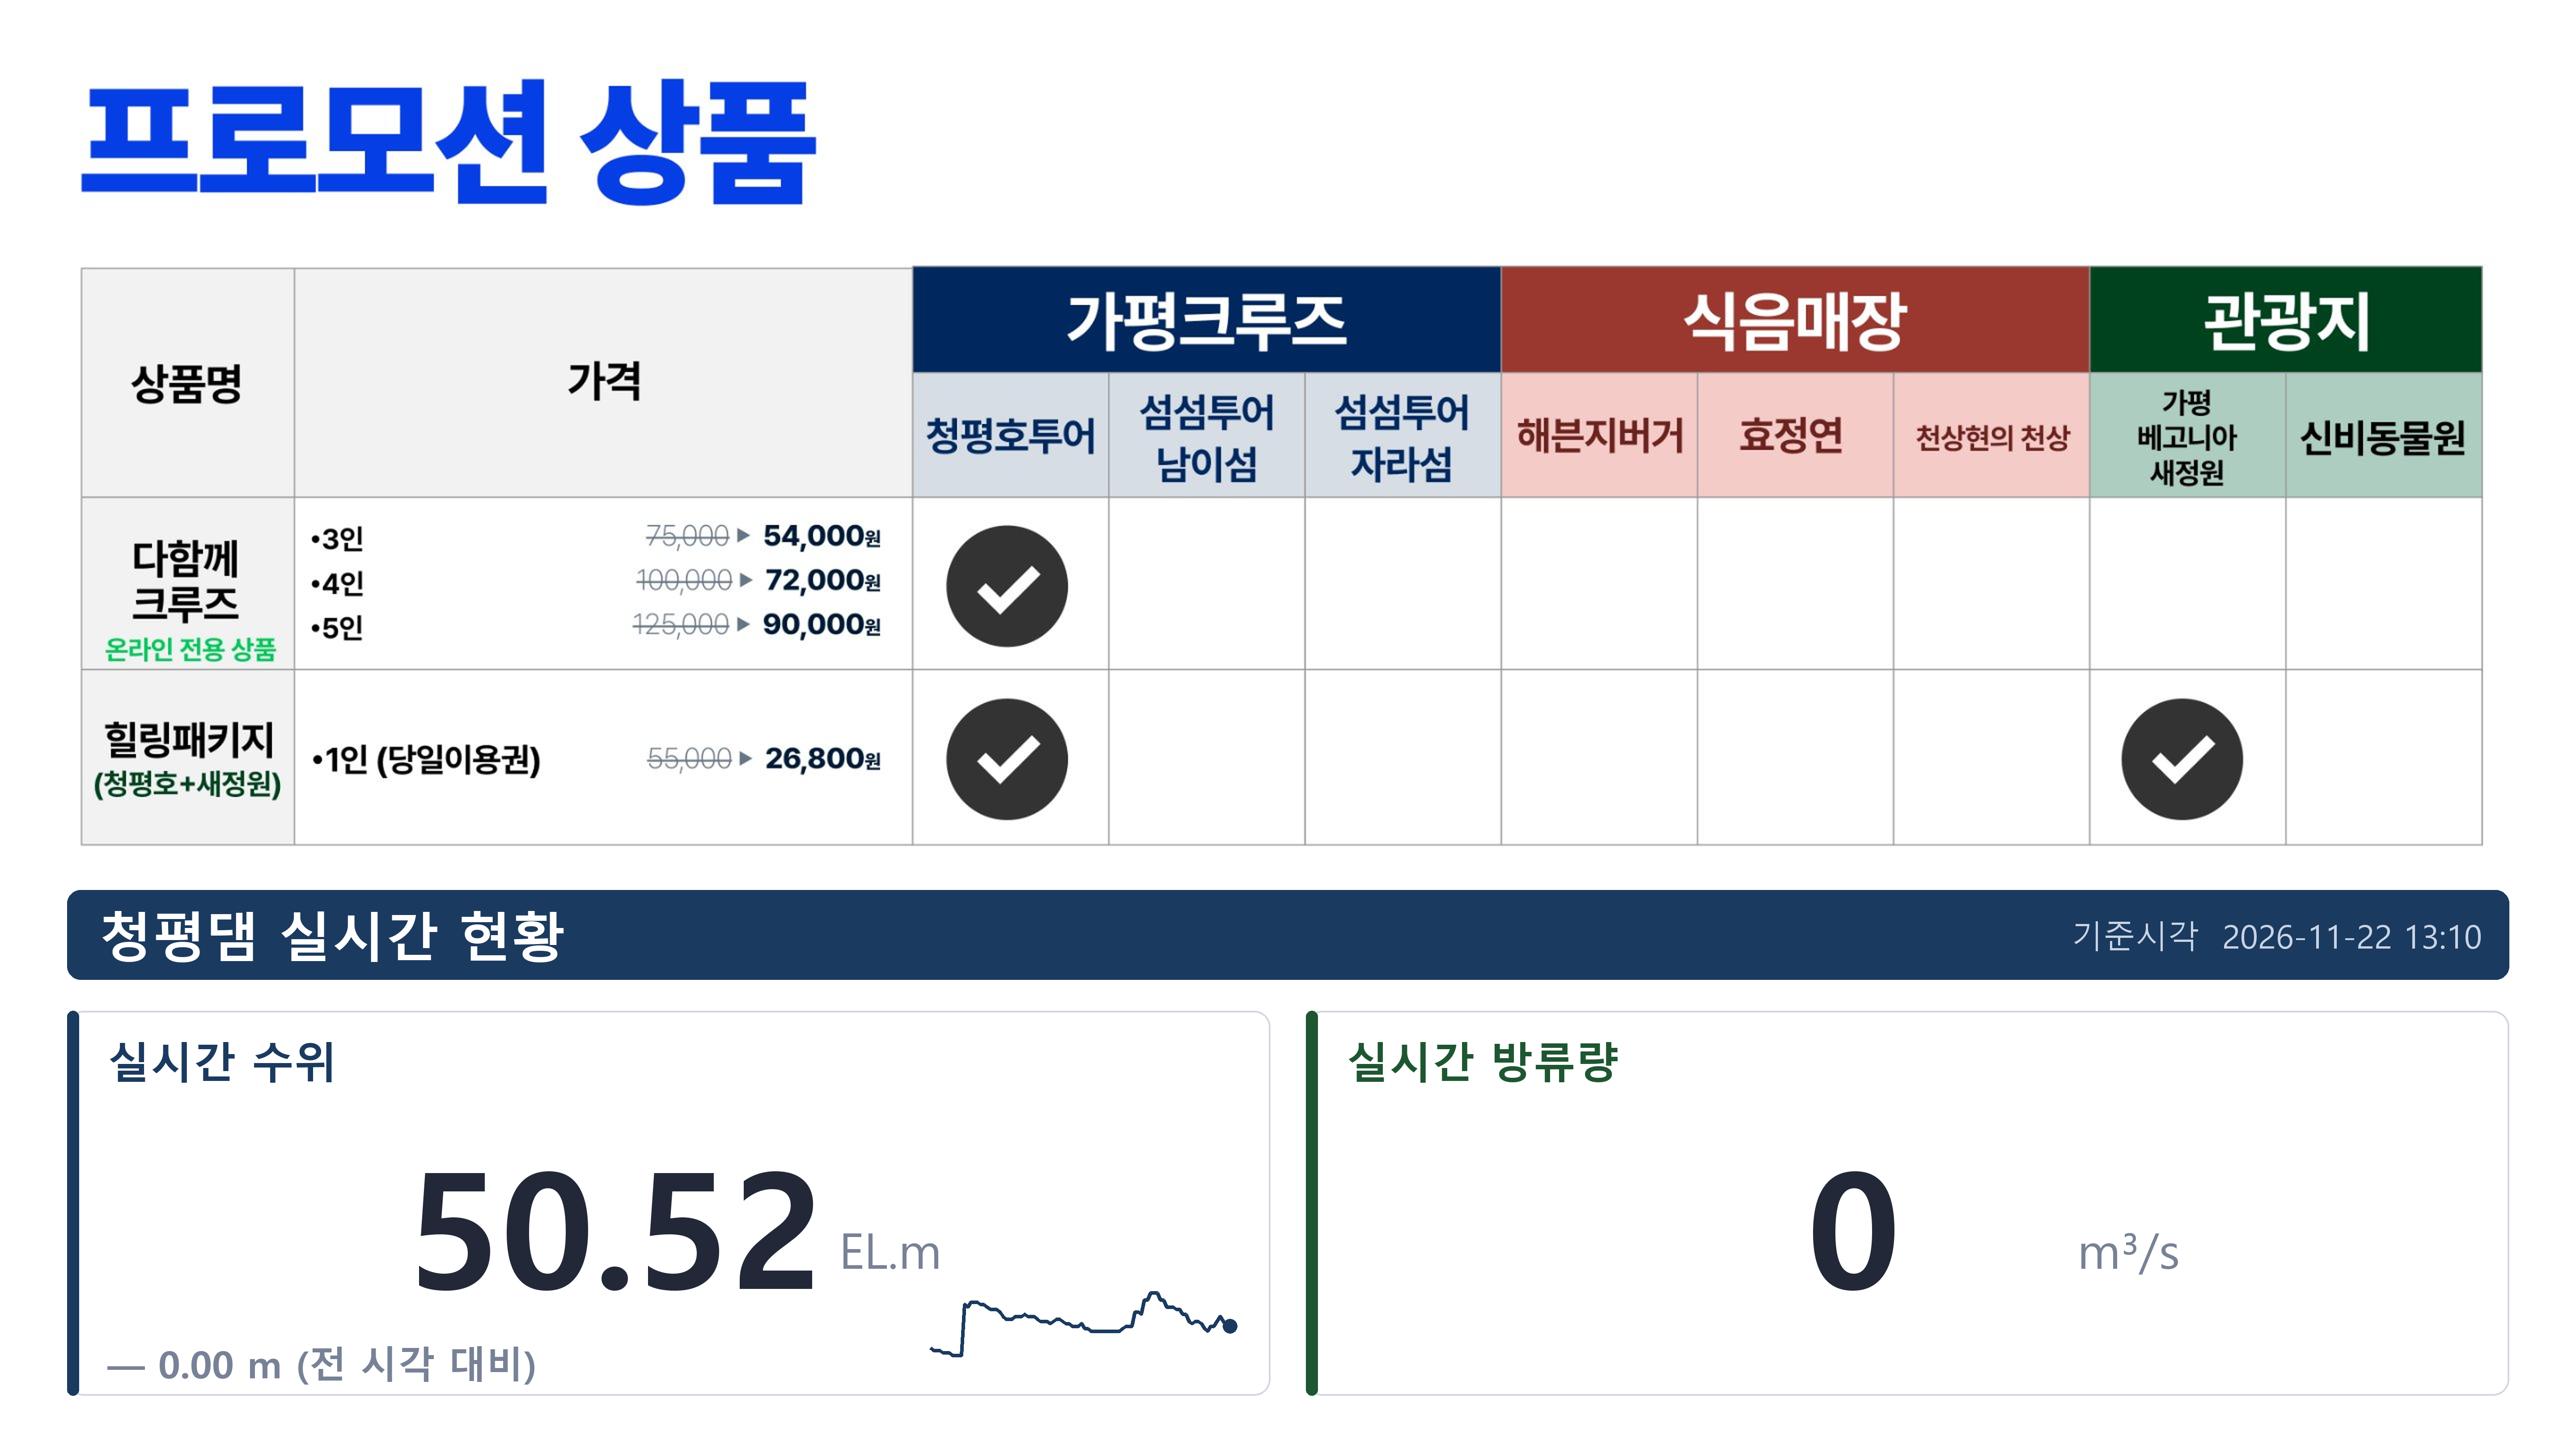 프로모션 상품
상품명
가격
가평크루즈
식음매장
관광지
청평호투어
섬섬투어
남이섬
섬섬투어
자라섬
해븐지버거
효정연
천상현의 천상
가평
베고니아
새정원
신비동물원
다함께
크루즈
온라인 전용 상품
•3인 75,000 ▶ 54,000원
•4인 100,000 ▶ 72,000원
•5인 125,000 ▶ 90,000원
힐링패키지
(청평호+새정원)
•1인 (당일이용권) 55,000 ▶ 26,800원
청평댐 실시간 현황
기준시각 2026-11-22 13:10
실시간 수위
50.52 EL.m
— 0.00 m (전 시각 대비)
실시간 방류량
0 m³/s